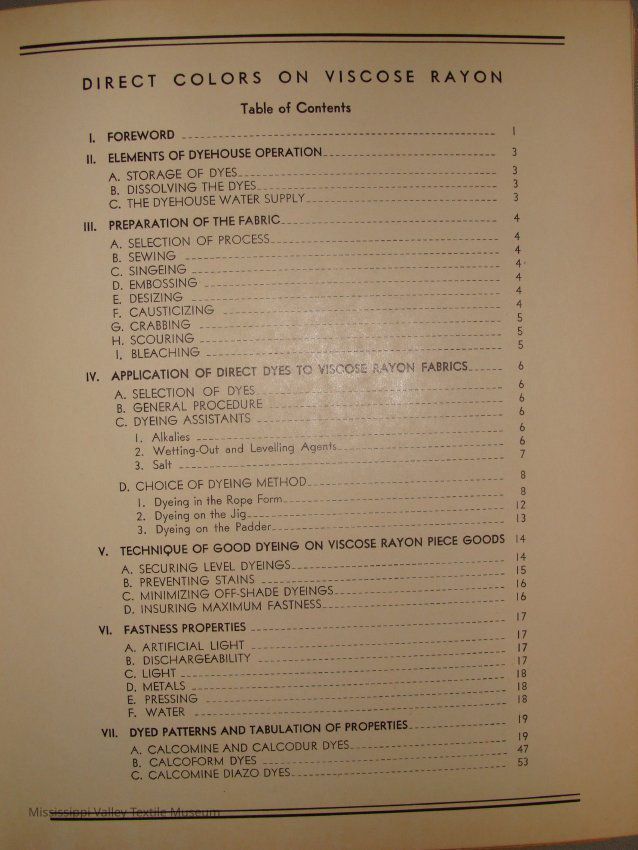 DIRECT COLORS ON VISCOSE RAYON
Table of Contents
I. FOREWORD 1
II. ELEMENTS OF DYEHOUSE OPERATION 3
A. STORAGE OF DYES 3
B. DISSOLVING THE DYES 3
C. THE DYEHOUSE WATER SUPPLY 3
III. PREPARATION OF THE FABRIC 4
A. SELECTION OF PROCESS 4
B. SEWING 4
C. SINGEING 4
D. EMBOSSING 4
E. DESIZING 4
F. CAUSTICIZING 4
G. CRABBING 5
H. SCOURING 5
I. BLEACHING 5
IV. APPLICATION OF DIRECT DYES TO VISCOSE RAYON FABRICS 6
A. SELECTION OF DYES 6
B. GENERAL PROCEDURE 6
C. DYEING ASSISTANTS 6
1. Alkalies 6
2. Wetting-Out and Levelling Agents 6
3. Salt 7
D. CHOICE OF DYEING METHOD 8
1. Dyeing in the Rope Form 8
2. Dyeing on the Jig 12
3. Dyeing on the Padder 13
V. TECHNIQUE OF GOOD DYEING ON VISCOSE RAYON PIECE GOODS 14
A. SECURING LEVEL DYEINGS 14
B. PREVENTING STAINS 15
C. MINIMIZING OFF-SHADE DYEINGS 16
D. INSURING MAXIMUM FASTNESS 16
VI. FASTNESS PROPERTIES 17
A. ARTIFICIAL LIGHT 17
B. DISCHARGEABILITY 17
C. LIGHT 17
D. METALS 18
E. PRESSING 18
F. WATER 18
VII. DYED PATTERNS AND TABULATION OF PROPERTIES 19
A. CALCOMINE AND CALCODUR DYES 19
B. CALCOFORM DYES 47
C. CALCOMINE DIAZO DYES 53
Mississippi Valley Textile Museum